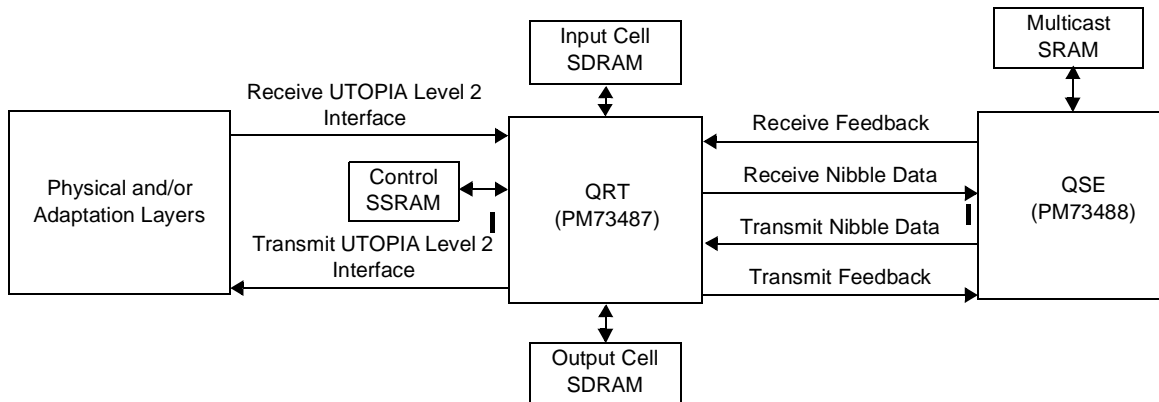 Input Cell
SDRAM
Multicast
SRAM
Receive UTOPIA Level 2
Interface
Receive Feedback
Physical and/or
Adaptation Layers
Control
SSRAM
QRT
(PM73487)
Receive Nibble Data
QSE
(PM73488)
Transmit UTOPIA Level 2
Interface
Transmit Nibble Data
Transmit Feedback
Output Cell
SDRAM